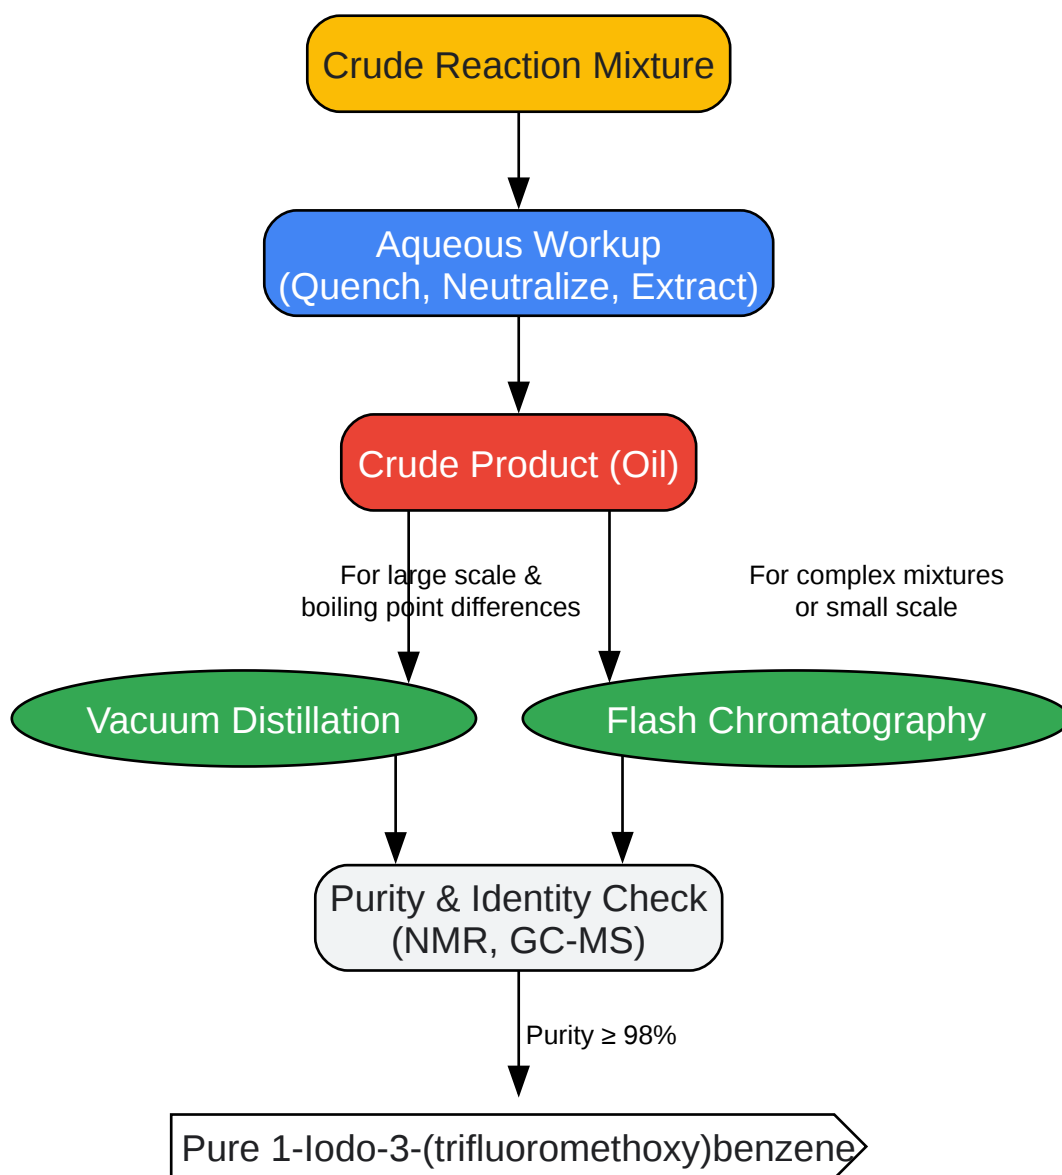 Crude Reaction Mixture
Aqueous Workup
(Quench, Neutralize, Extract)
Crude Product (Oil)
For large scale &
boiling point differences
For complex mixtures
or small scale
Vacuum Distillation
Flash Chromatography
Purity & Identity Check
(NMR, GC-MS)
Purity ≥ 98%
Pure 1-Iodo-3-(trifluoromethoxy)benzene